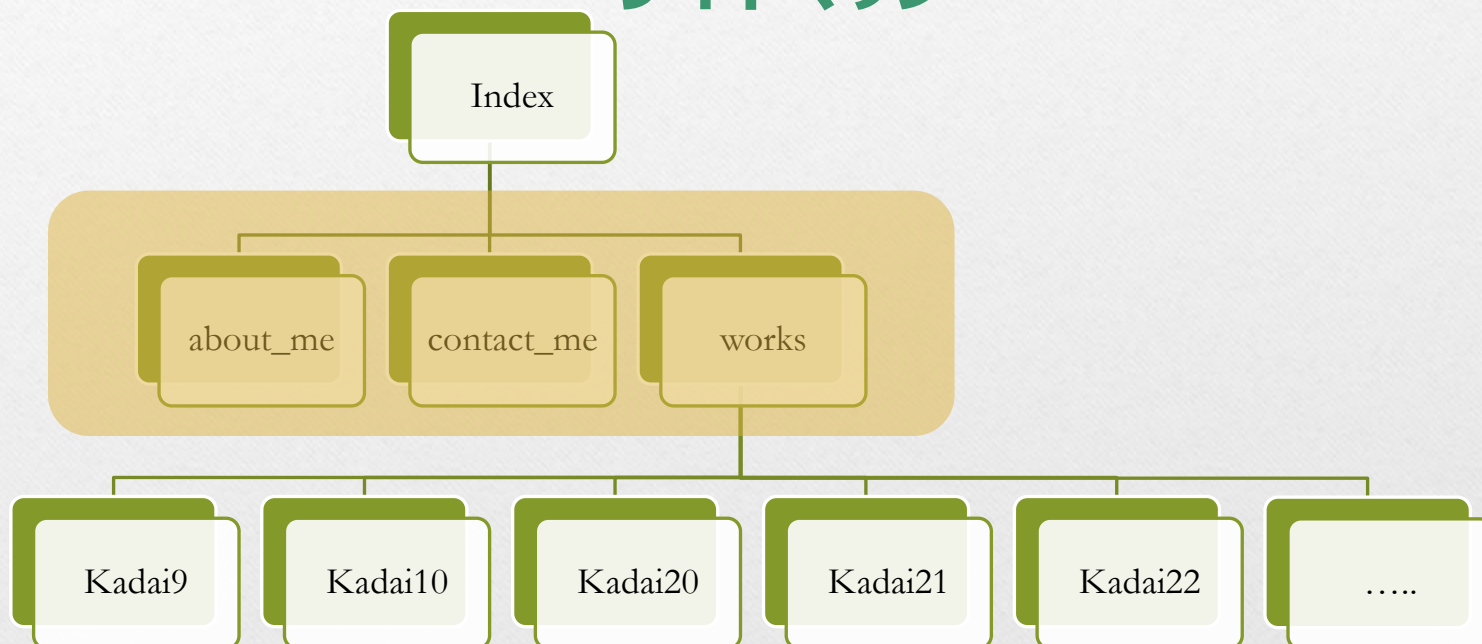 Index
about_me contact_me works
Kadai9 Kadai10 Kadai20 Kadai21 Kadai22 …..